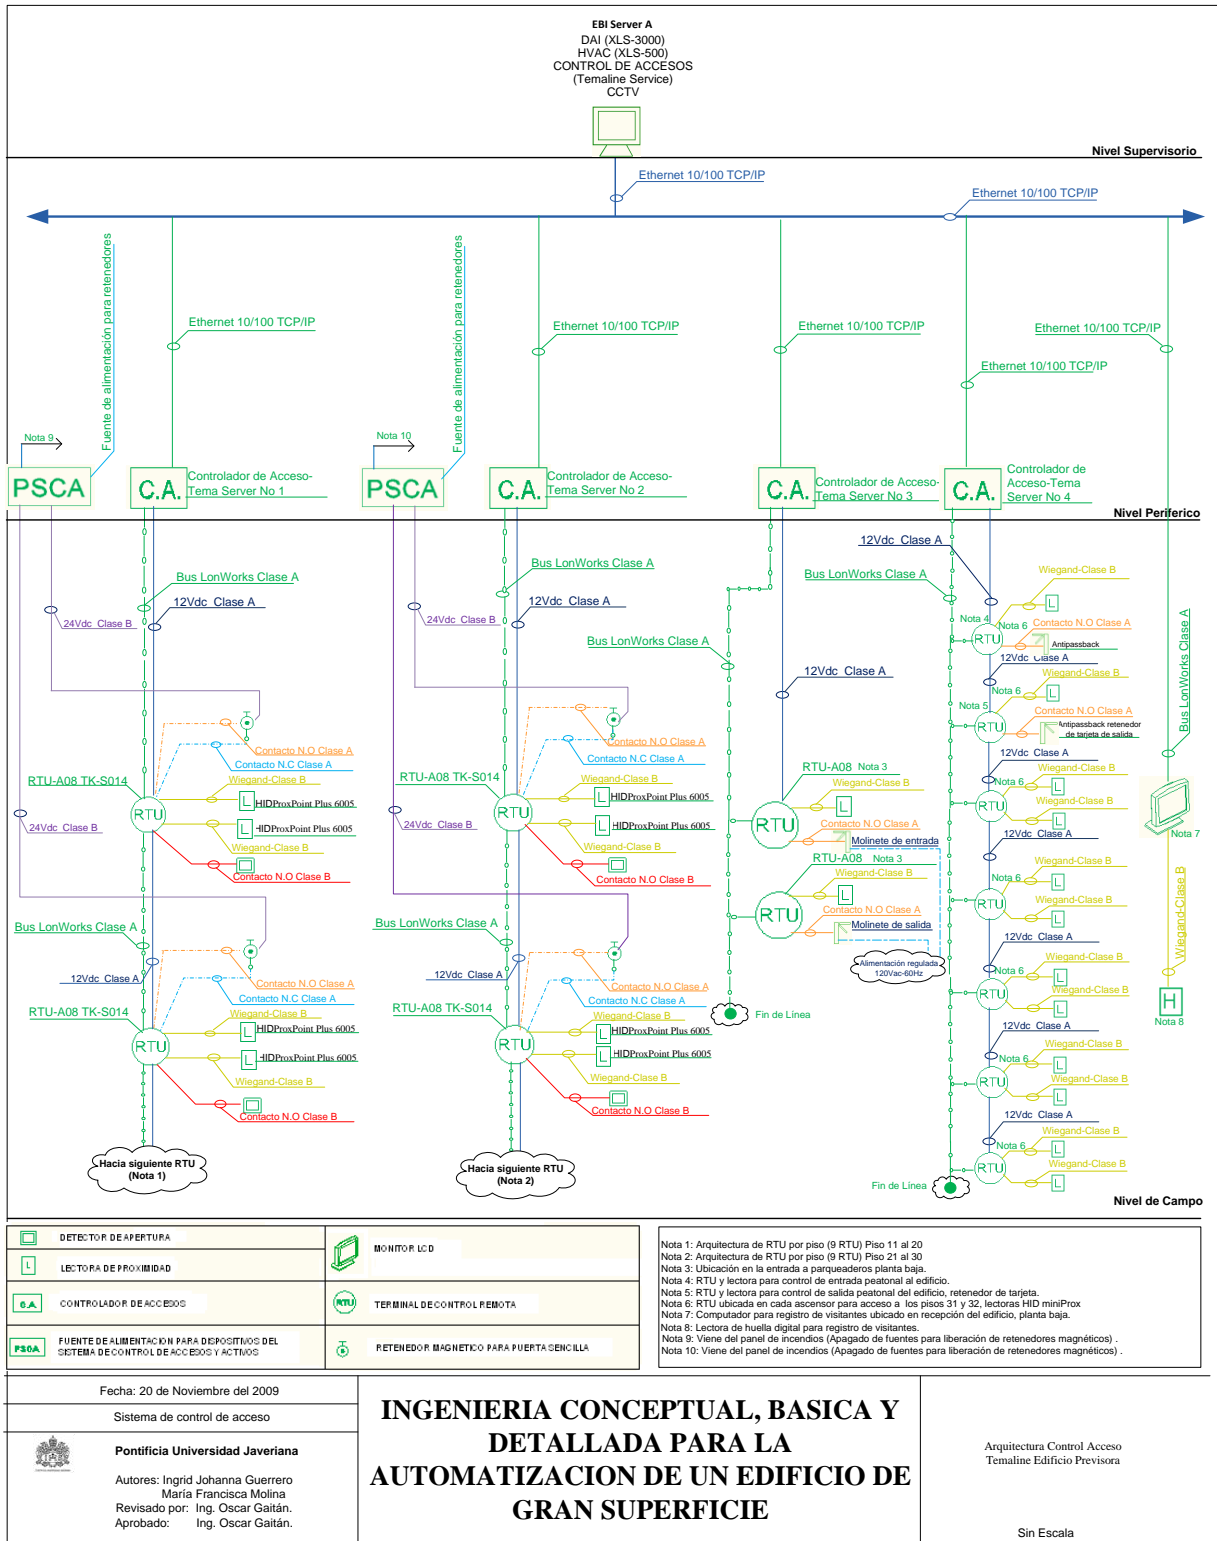 EBI Server A
DAI (XLS-3000)
HVAC (XLS-500)
CONTROL DE ACCESOS
(Temaline Service)
CCTV
Nivel Supervisorio
Ethernet 10/100 TCP/IP
Ethernet 10/100 TCP/IP
Fuente de alimentación para retenedores
Fuente de alimentación para retenedores
Ethernet 10/100 TCP/IP
Ethernet 10/100 TCP/IP
Ethernet 10/100 TCP/IP
Ethernet 10/100 TCP/IP
Ethernet 10/100 TCP/IP
Nota 9
Nota 10
PSCA
C.A.
Controlador de Acceso-
Tema Server No 1
PSCA
C.A.
Controlador de Acceso-
Tema Server No 2
C.A.
Controlador de Acceso-
Tema Server No 3
C.A.
Controlador de
Acceso-Tema
Server No 4
Nivel Periferico
Bus LonWorks Clase A
12Vdc Clase A
24Vdc Clase B
Contacto N.O Clase A
Contacto N.C Clase A
RTU-A08 TK-S014
RTU
Wiegand-Clase B
L
HIDProxPoint Plus 6005
L
HIDProxPoint Plus 6005
Wiegand-Clase B
24Vdc Clase B
Contacto N.O Clase B
Bus LonWorks Clase A
12Vdc Clase A
Contacto N.O Clase A
Contacto N.C Clase A
RTU-A08 TK-S014
RTU
Wiegand-Clase B
L
HIDProxPoint Plus 6005
L
HIDProxPoint Plus 6005
Wiegand-Clase B
Contacto N.O Clase B
Hacia siguiente RTU
(Nota 1)
Bus LonWorks Clase A
12Vdc Clase A
24Vdc Clase B
Contacto N.O Clase A
Contacto N.C Clase A
RTU-A08 TK-S014
RTU
Wiegand-Clase B
L
HIDProxPoint Plus 6005
L
HIDProxPoint Plus 6005
Wiegand-Clase B
24Vdc Clase B
Contacto N.O Clase B
Bus LonWorks Clase A
12Vdc Clase A
Contacto N.O Clase A
Contacto N.C Clase A
RTU-A08 TK-S014
RTU
Wiegand-Clase B
L
HIDProxPoint Plus 6005
L
HIDProxPoint Plus 6005
Wiegand-Clase B
Contacto N.O Clase B
Hacia siguiente RTU
(Nota 2)
Bus LonWorks Clase A
12Vdc Clase A
RTU-A08 Nota 3
Wiegand-Clase B
L
RTU
Contacto N.O Clase A
Molinete de entrada
RTU-A08 Nota 3
Wiegand-Clase B
L
RTU
Contacto N.O Clase A
Molinete de salida
Alimentación regulada
120Vac-60Hz
Fin de Línea
12Vdc Clase A
Bus LonWorks Clase A
Wiegand-Clase B
L
Nota 4
Nota 6
RTU
Contacto N.O Clase A
Antipassback
12Vdc Clase A
Wiegand-Clase B
Nota 6
L
Nota 5
RTU
Contacto N.O Clase A
Antipassback retenedor
de tarjeta de salida
12Vdc Clase A
Wiegand-Clase B
Nota 6
L
RTU
Wiegand-Clase B
L
12Vdc Clase A
Wiegand-Clase B
Nota 6
L
RTU
Wiegand-Clase B
L
12Vdc Clase A
Wiegand-Clase B
Nota 6
L
RTU
Wiegand-Clase B
L
12Vdc Clase A
Wiegand-Clase B
Nota 6
L
RTU
Wiegand-Clase B
L
12Vdc Clase A
Wiegand-Clase B
Nota 6
L
RTU
Wiegand-Clase B
L
Fin de Línea
Bus LonWorks Clase A
Nota 7
Wiegand-Clase B
H
Nota 8
Nivel de Campo
DETECTOR DE APERTURA
L
LECTORA DE PROXIMIDAD
C.A
CONTROLADOR DE ACCESOS
PSCA
FUENTE DE ALIMENTACION PARA DISPOSITIVOS DEL
SISTEMA DE CONTROL DE ACCESOS Y ACTIVOS
MONITOR LCD
RTU
TERMINAL DE CONTROL REMOTA
RETENEDOR MAGNETICO PARA PUERTA SENCILLA
Nota 1: Arquitectura de RTU por piso (9 RTU) Piso 11 al 20
Nota 2: Arquitectura de RTU por piso (9 RTU) Piso 21 al 30
Nota 3: Ubicación en la entrada a parqueaderos planta baja.
Nota 4: RTU y lectora para control de entrada peatonal al edificio.
Nota 5: RTU y lectora para control de salida peatonal del edificio, retenedor de tarjeta.
Nota 6: RTU ubicada en cada ascensor para acceso a los pisos 31 y 32, lectoras HID miniProx
Nota 7: Computador para registro de visitantes ubicado en recepción del edificio, planta baja.
Nota 8: Lectora de huella digital para registro de visitantes.
Nota 9: Viene del panel de incendios (Apagado de fuentes para liberación de retenedores magnéticos) .
Nota 10: Viene del panel de incendios (Apagado de fuentes para liberación de retenedores magnéticos) .
Fecha: 20 de Noviembre del 2009
Sistema de control de acceso
Pontificia Universidad Javeriana
Autores: Ingrid Johanna Guerrero
María Francisca Molina
Revisado por: Ing. Oscar Gaitán.
Aprobado: Ing. Oscar Gaitán.
INGENIERIA CONCEPTUAL, BASICA Y
DETALLADA PARA LA
AUTOMATIZACION DE UN EDIFICIO DE
GRAN SUPERFICIE
Arquitectura Control Acceso
Temaline Edificio Previsora
Sin Escala